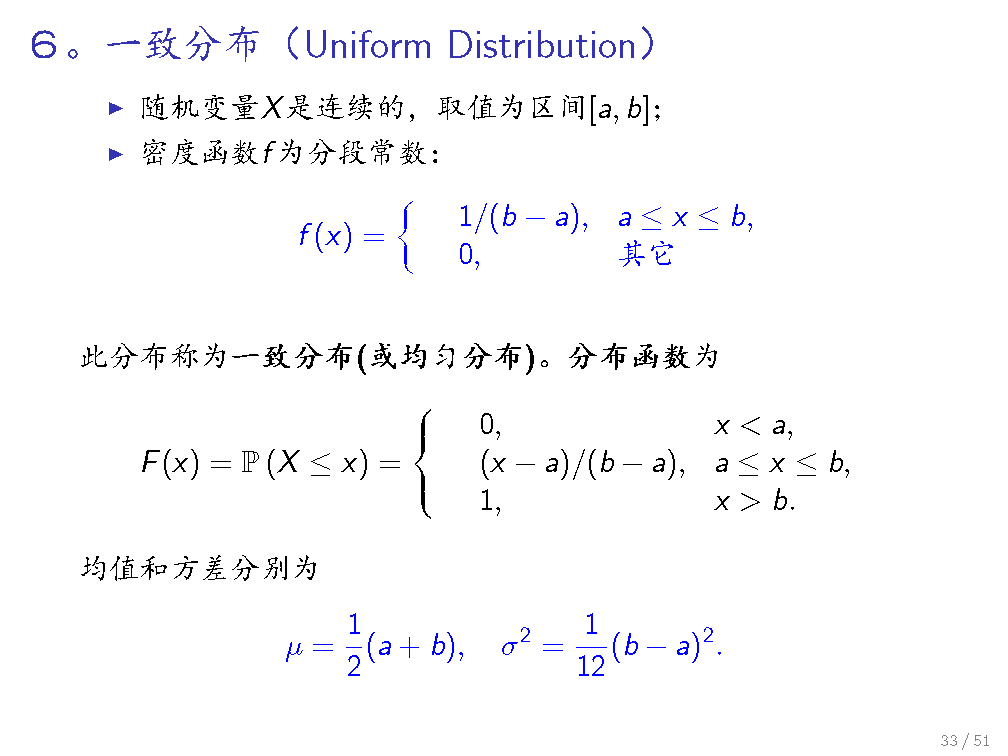 6。一致分布（Uniform Distribution）
▶ 随机变量X是连续的，取值为区间[a, b]；
▶ 密度函数f为分段常数：
f(x) = { 1/(b − a), a ≤ x ≤ b,
0, 其它
此分布称为一致分布(或均匀分布)。分布函数为
0, x < a,
F(x) = ℙ (X ≤ x) = { (x − a)/(b − a), a ≤ x ≤ b,
1, x > b.
均值和方差分别为
μ = 1/2 (a + b), σ² = 1/12 (b − a)².
33 / 51